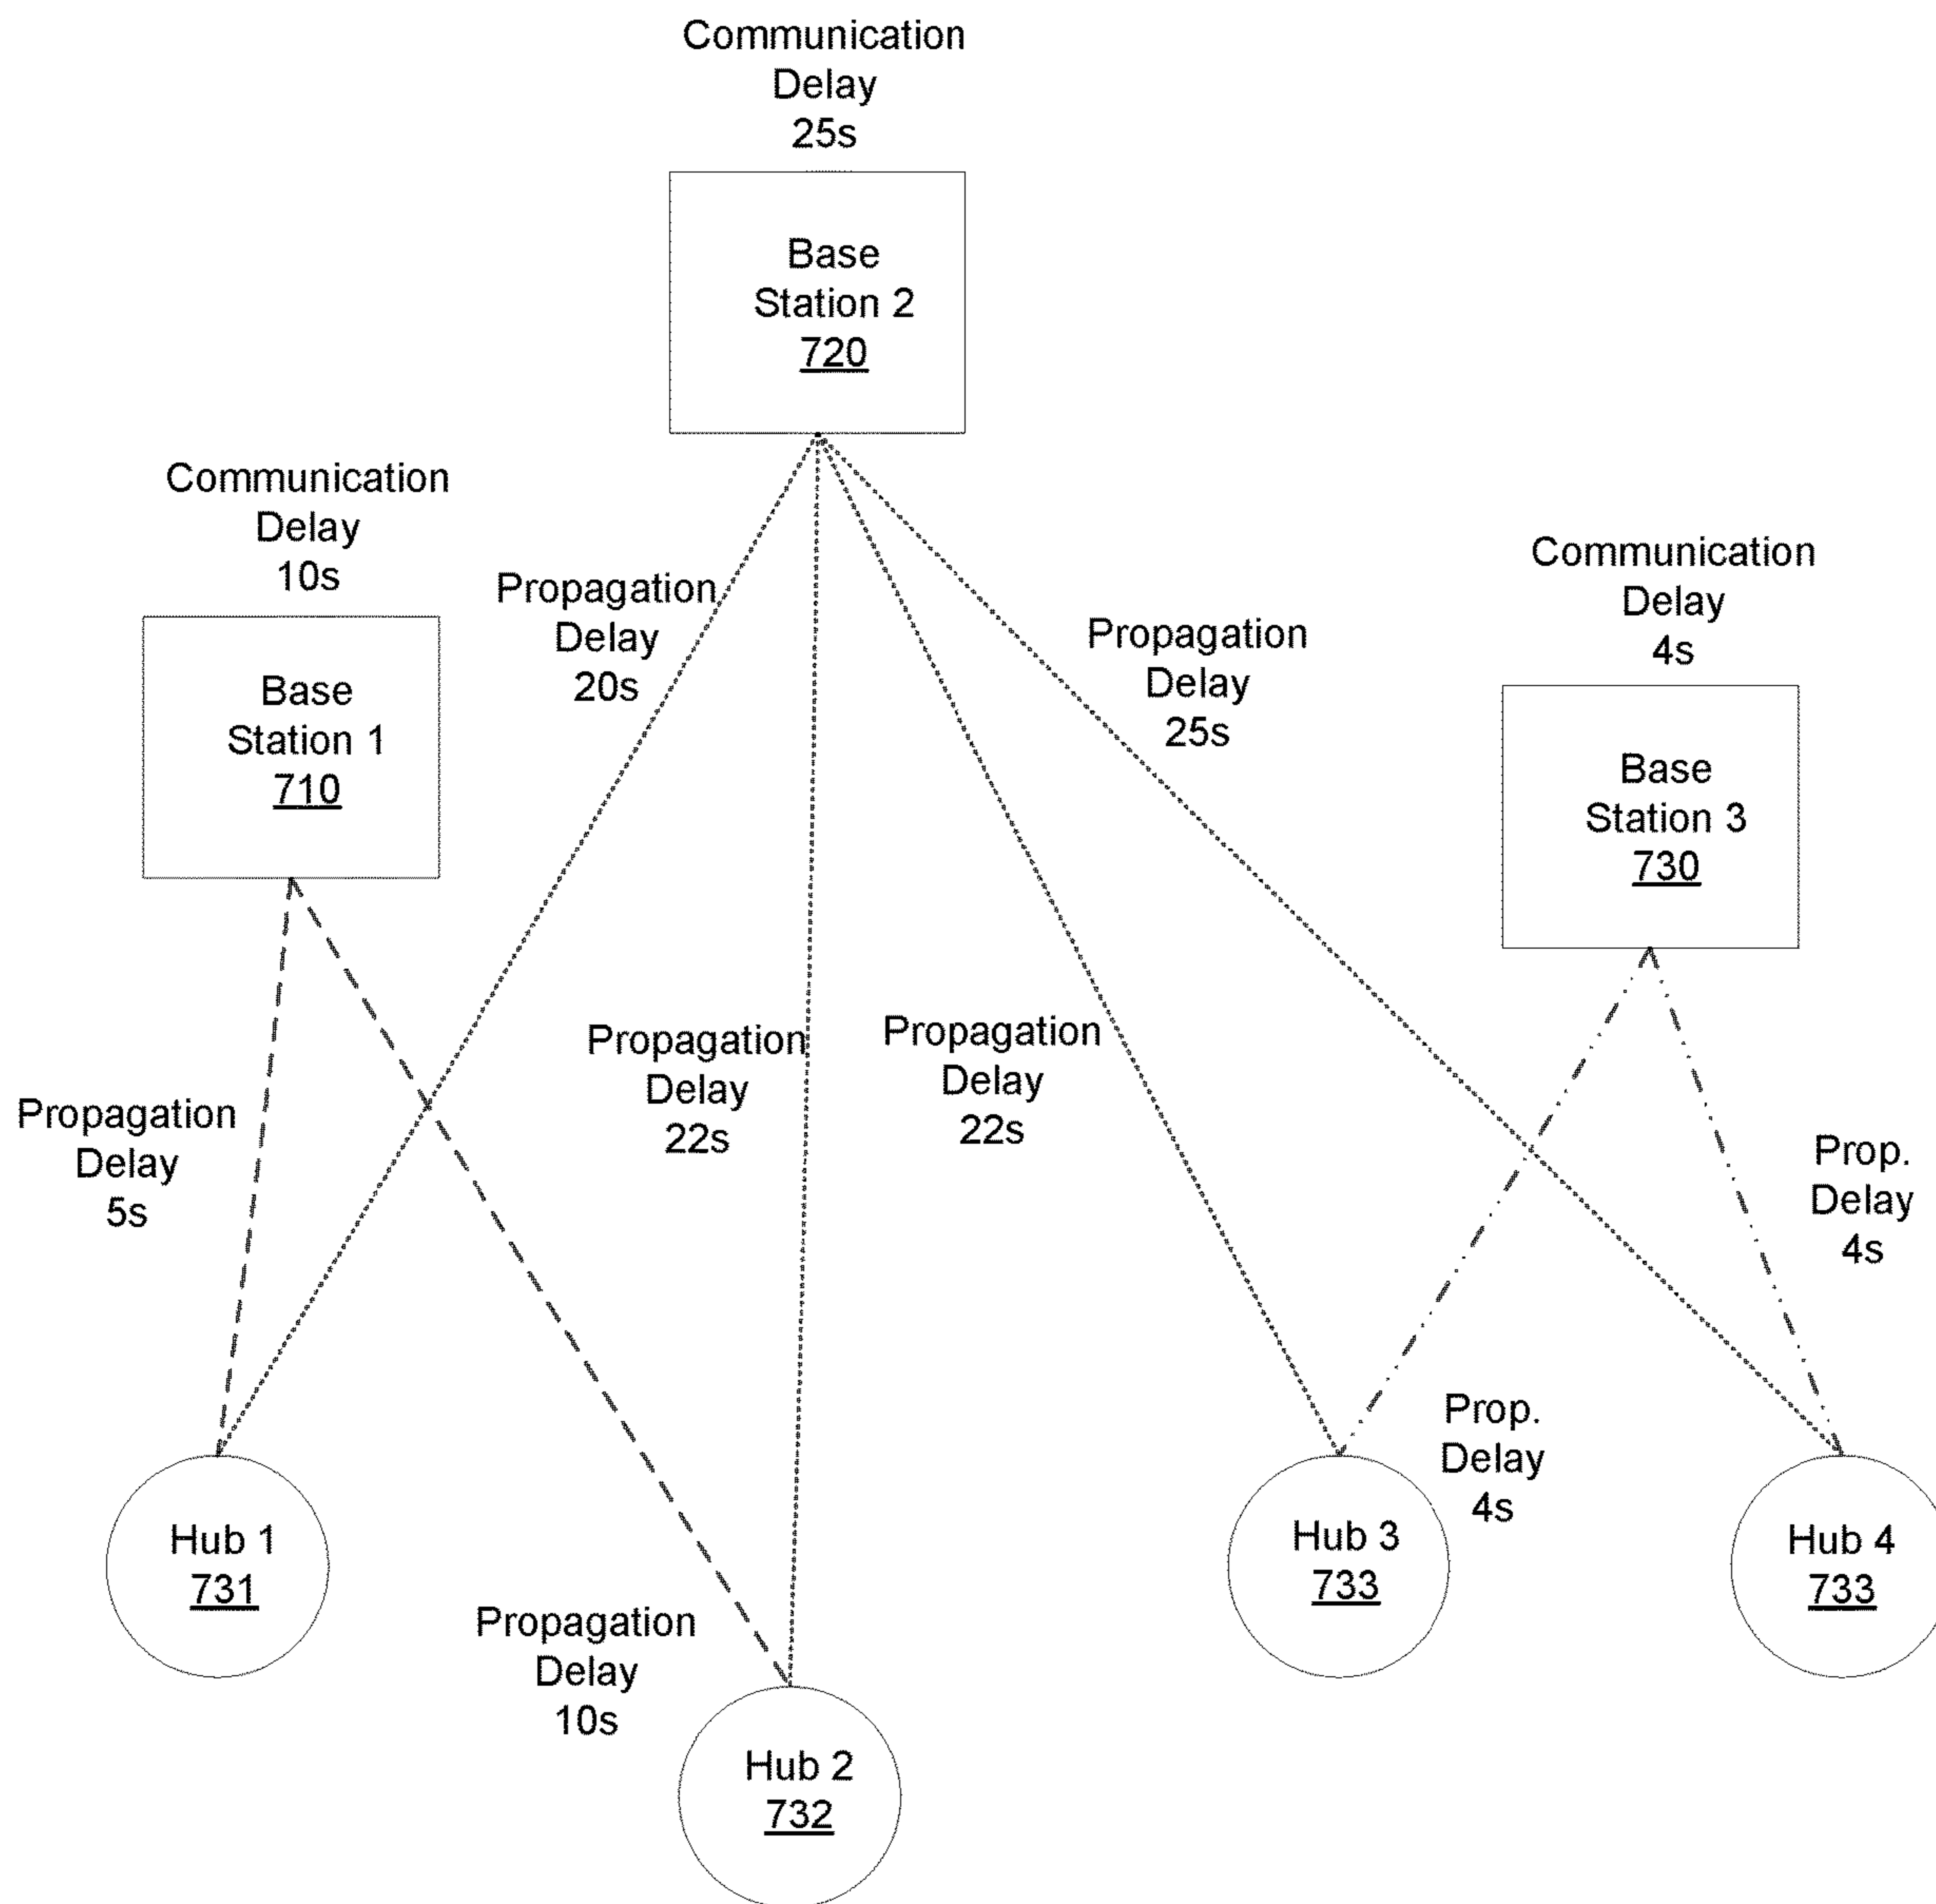 Communication
Delay
25s
Base
Station 2
720
Communication
Delay
10s
Base
Station 1
710
Propagation
Delay
20s
Propagation
Delay
25s
Communication
Delay
4s
Base
Station 3
730
Propagation
Delay
5s
Propagation
Delay
22s
Propagation
Delay
22s
Prop.
Delay
4s
Prop.
Delay
4s
Hub 1
731
Propagation
Delay
10s
Hub 2
732
Hub 3
733
Hub 4
733